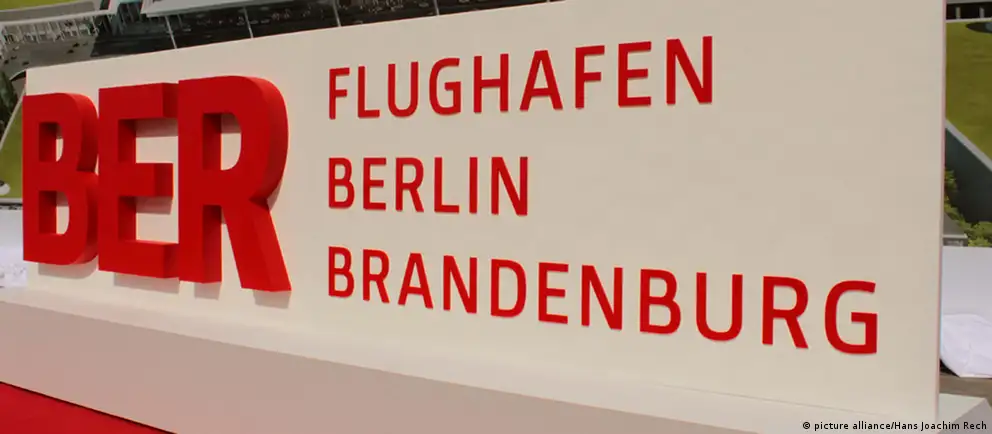 BER
FLUGHAFEN
BERLIN
BRANDENBURG
© picture alliance/Hans Joachim Rech